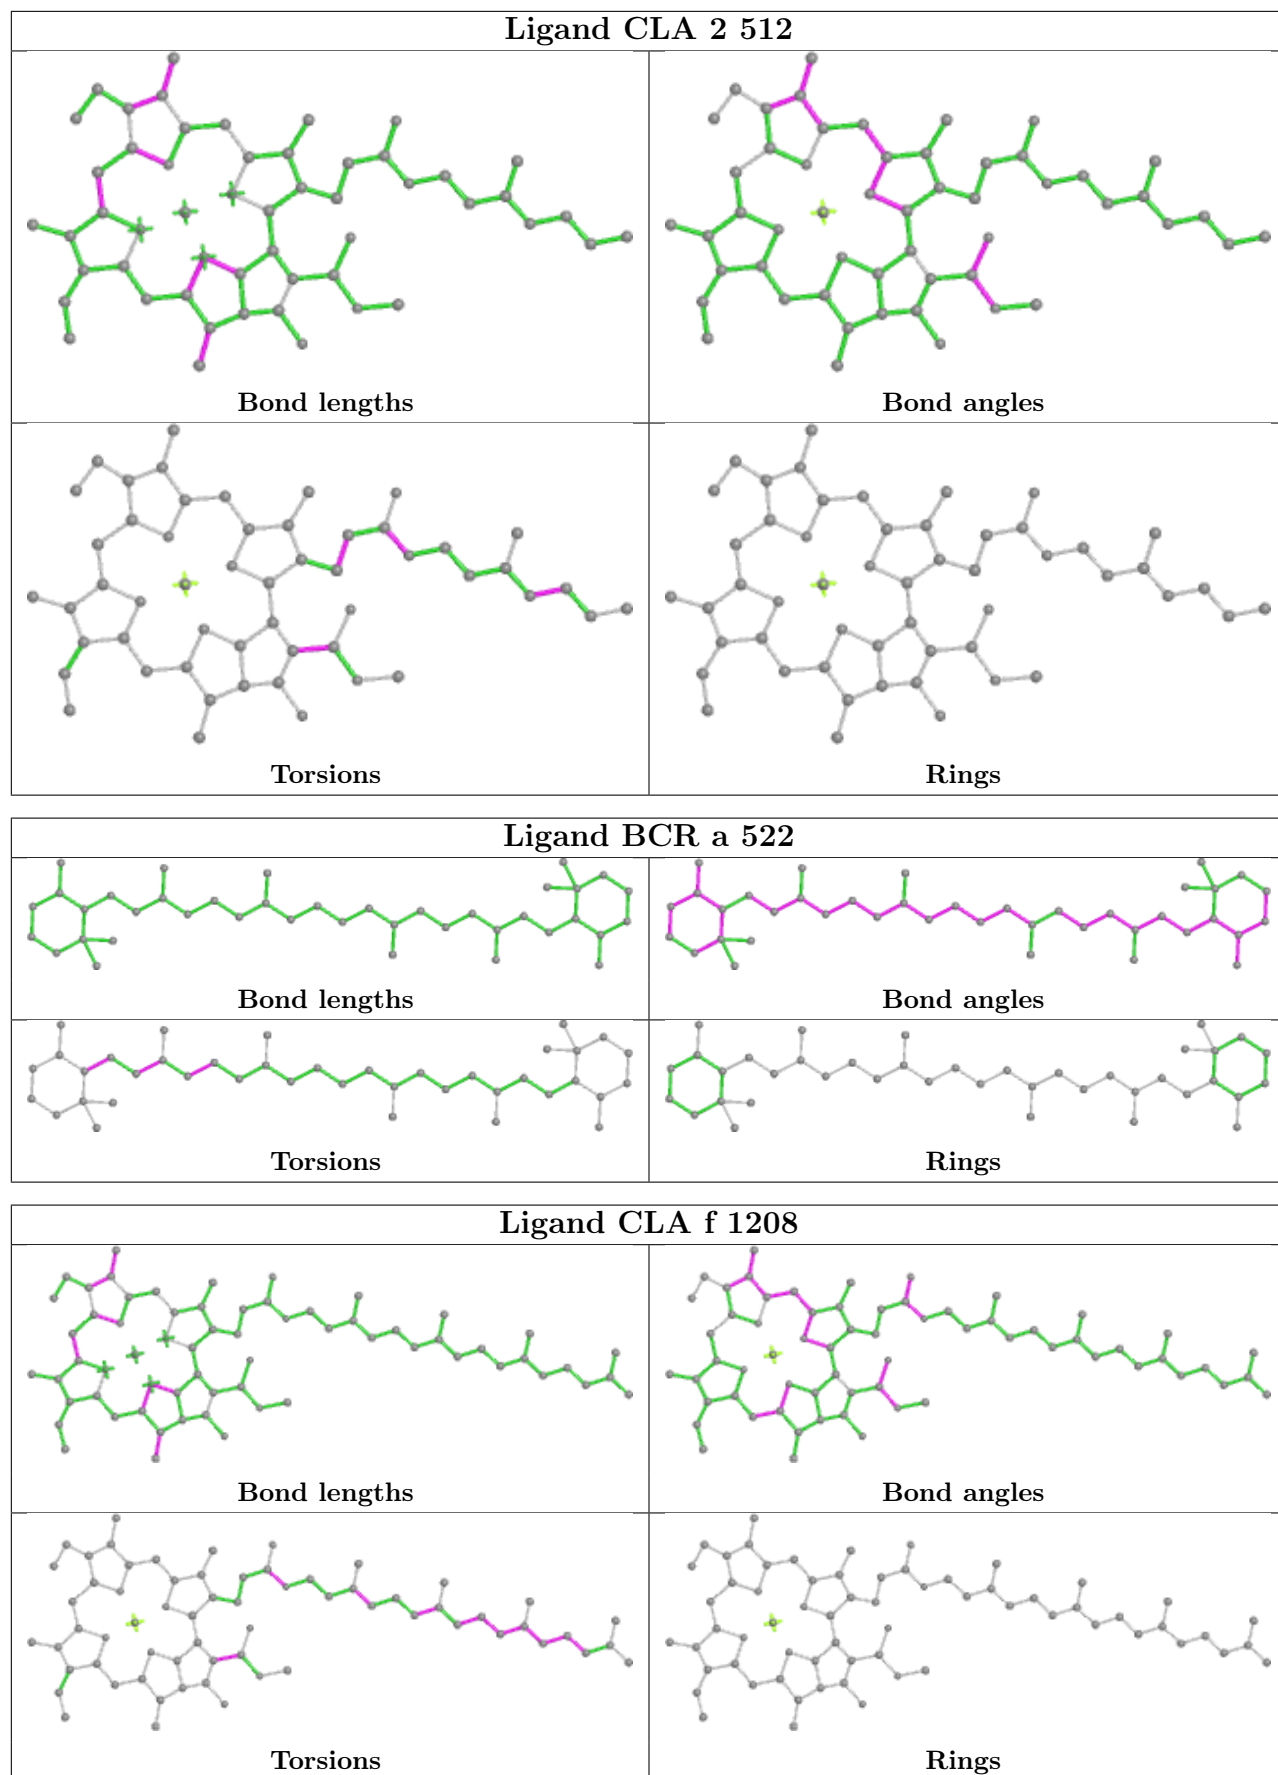 Ligand CLA 2 512
Bond lengths
Bond angles
Torsions
Rings
Ligand BCR a 522
Bond lengths
Bond angles
Torsions
Rings
Ligand CLA f 1208
Bond lengths
Bond angles
Torsions
Rings